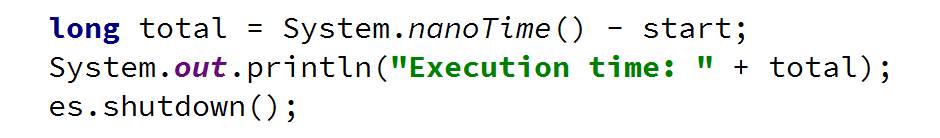 long total = System.nanoTime() - start;
System.out.println("Execution time: " + total);
es.shutdown();